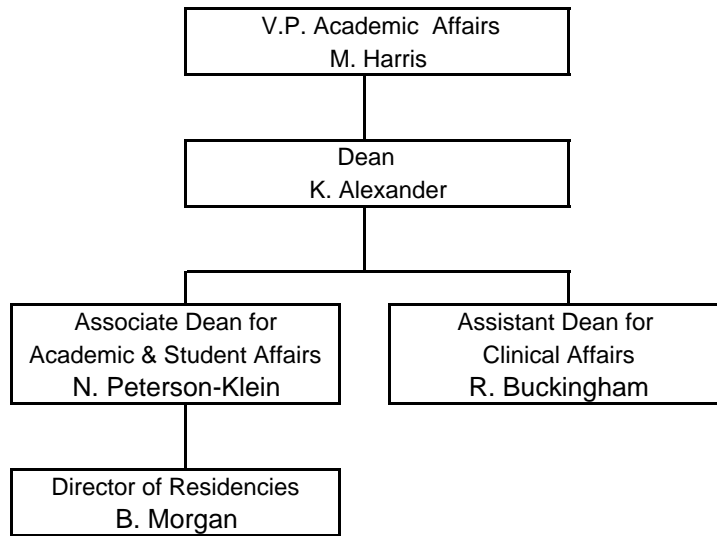 V.P. Academic Affairs
M. Harris
Dean
K. Alexander
Associate Dean for
Academic & Student Affairs
N. Peterson-Klein
Assistant Dean for
Clinical Affairs
R. Buckingham
Director of Residencies
B. Morgan